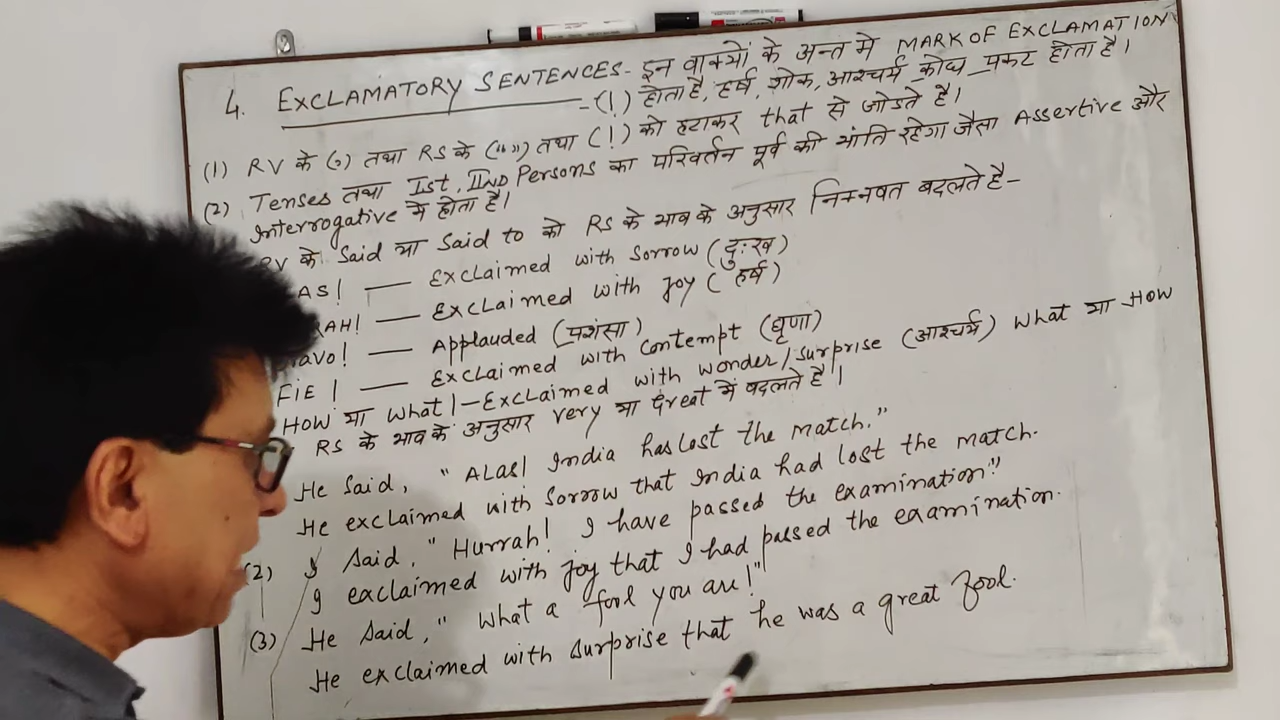 4. EXCLAMATORY SENTENCES- इन वाक्यों के अन्त मे MARK OF EXCLAMATION
-(!) होता है, हर्ष, शोक, आश्चर्य क्रोध प्रकट होता है।
(1) RV के (,) तथा RS के (“ ”) तथा (!) को हटाकर that से जोडते है।
(2) Tenses तथा Ist, IIND Persons का परिवर्तन पूर्व की भांति रहेगा जैसा Assertive और
Interrogative में होता है।
RV के Said या Said to को RS के भाव के अनुसार निम्नवत बदलते है-
AS! — Exclaimed with Sorrow (दुःख)
RAH! — Exclaimed with Joy (हर्ष)
ravo! — Applauded (प्रशंसा)
FiE! — Exclaimed with Contempt (घृणा)
HOW या What!-Exclaimed with wonder/Surprise (आश्चर्य) What या HOW
RS के भाव के अनुसार very या Great में बदलते है।
He Said, “ALas! India has lost the Match.”
He exclaimed with Sorrow that India had lost the match.
(2) I Said, “Hurrah! I have passed the examination.”
I exclaimed with Joy that I had passed the examination.
(3) He Said, “What a fool you are!”
He exclaimed with surprise that he was a great fool.